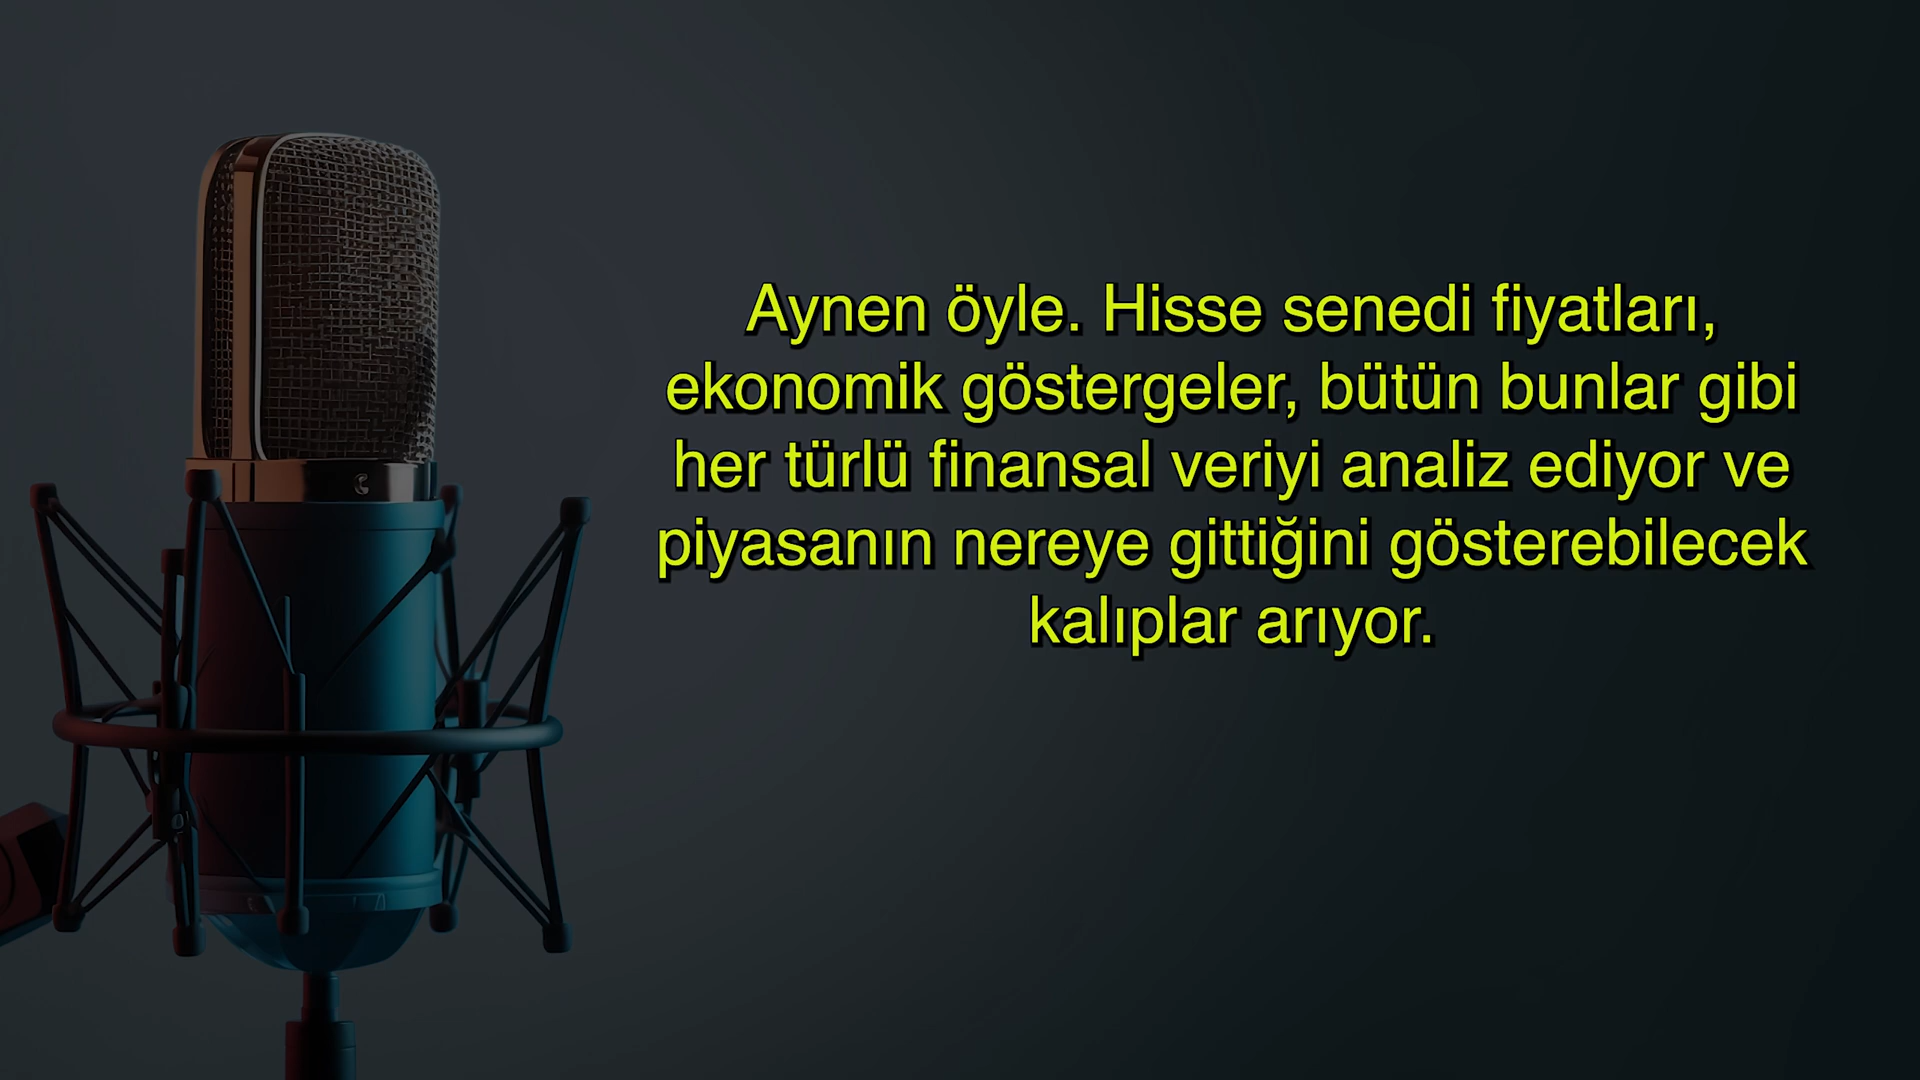 Aynen öyle. Hisse senedi fiyatları,
ekonomik göstergeler, bütün bunlar gibi
her türlü finansal veriyi analiz ediyor ve
piyasanın nereye gittiğini gösterebilecek
kalıplar arıyor.